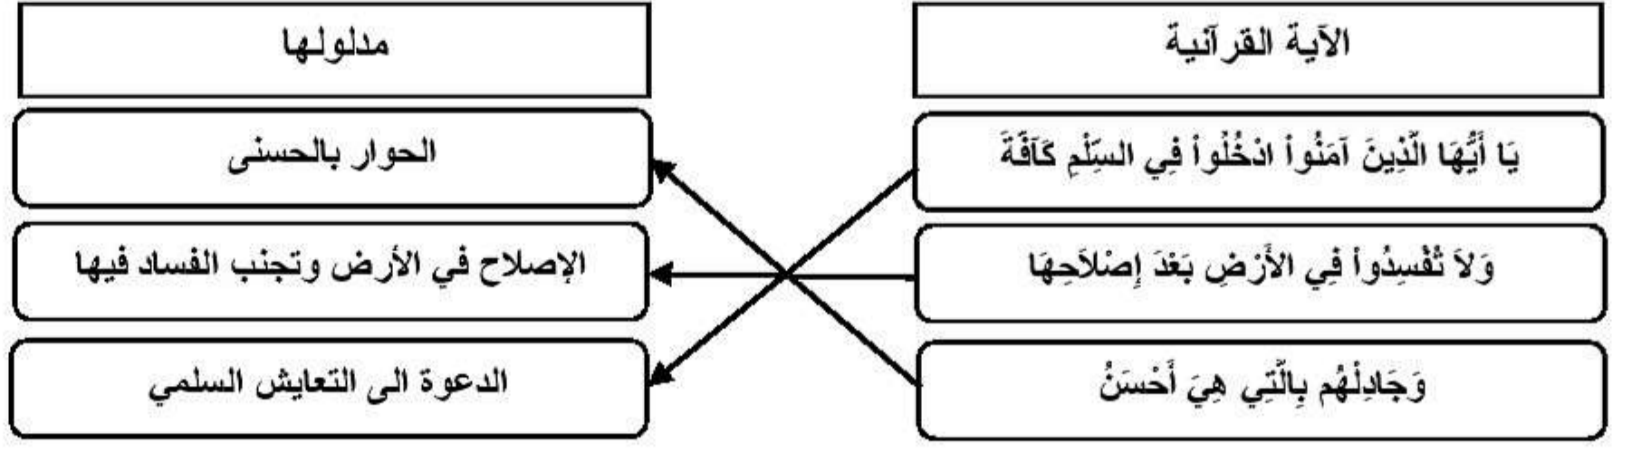 الآية القرآنية
مدلولها
يَا أَيُّهَا الَّذِينَ آمَنُواْ ادْخُلُواْ فِي السِّلْمِ كَآفَّةَ
الحوار بالحسنى
وَلاَ تُفْسِدُواْ فِي الأَرْضِ بَعْدَ إِصْلاَحِهَا
الإصلاح في الأرض وتجنب الفساد فيها
وَجَادِلْهُم بِالَّتِي هِيَ أَحْسَنُ
الدعوة الى التعايش السلمي